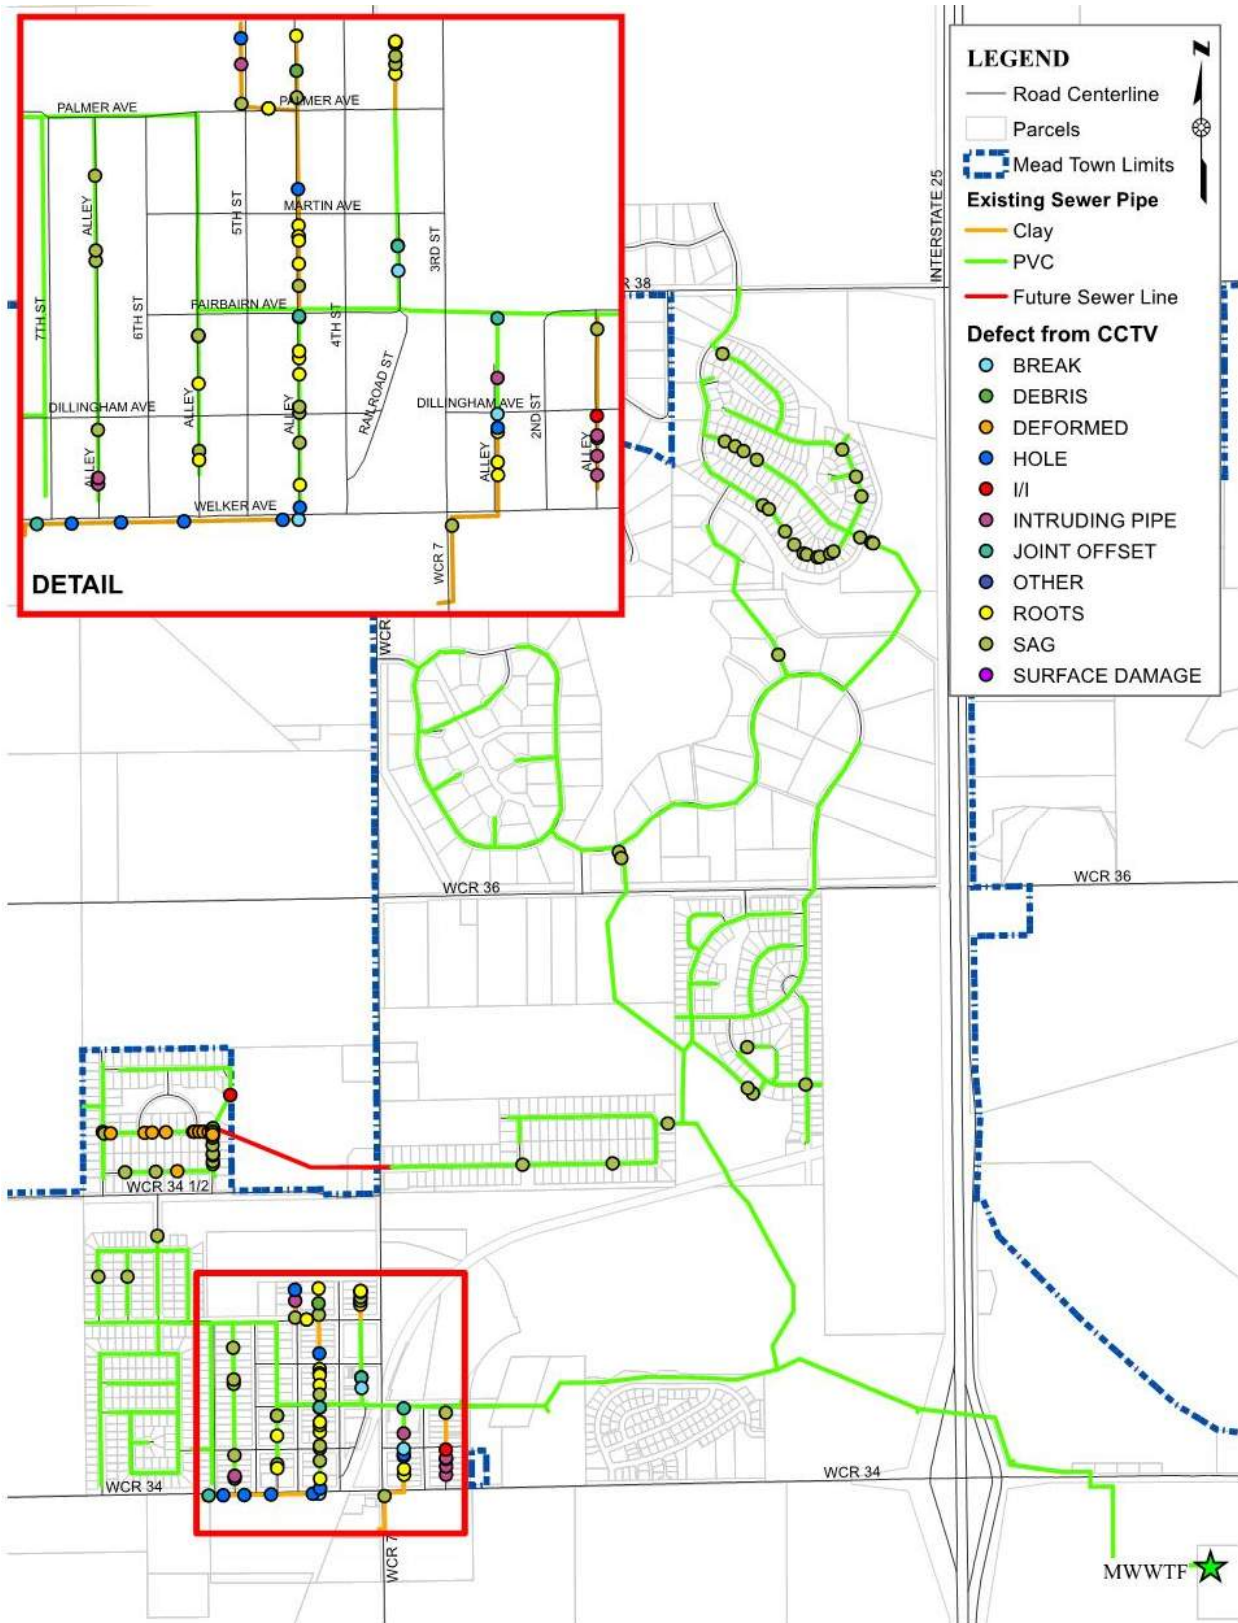 PALMER AVE
PALMER AVE
ALLEY
5TH ST
MARTIN AVE
3RD ST
7TH ST
6TH ST
FAIRBAIRN AVE
4TH ST
RAILROAD ST
DILLINGHAM AVE
ALLEY
ALLEY
DILLINGHAM AVE
2ND ST
ALLEY
ALLEY
ALLEY
WELKER AVE
WCR 7
DETAIL
LEGEND
N
Road Centerline
Parcels
Mead Town Limits
Existing Sewer Pipe
Clay
PVC
Future Sewer Line
Defect from CCTV
BREAK
DEBRIS
DEFORMED
HOLE
I/I
INTRUDING PIPE
JOINT OFFSET
OTHER
ROOTS
SAG
SURFACE DAMAGE
INTERSTATE 25
R 38
WCR
WCR 36
WCR 36
WCR 34 1/2
WCR 34
WCR 34
WCR 7
MWWTF